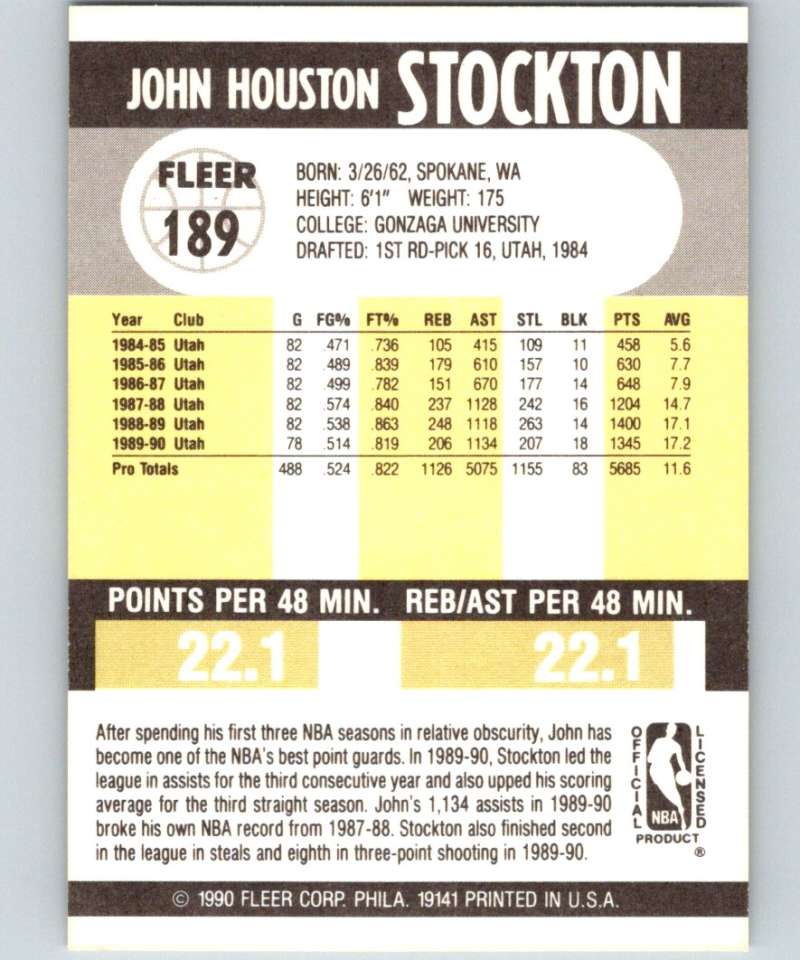 JOHN HOUSTON STOCKTON
FLEER
189
BORN: 3/26/62, SPOKANE, WA
HEIGHT: 6'1" WEIGHT: 175
COLLEGE: GONZAGA UNIVERSITY
DRAFTED: 1ST RD-PICK 16, UTAH, 1984
Year Club G FG% FT% REB AST STL BLK PTS AVG
1984-85 Utah 82 .471 .736 105 415 109 11 458 5.6
1985-86 Utah 82 .489 .839 179 610 157 10 630 7.7
1986-87 Utah 82 .499 .782 151 670 177 14 648 7.9
1987-88 Utah 82 .574 .840 237 1128 242 16 1204 14.7
1988-89 Utah 82 .538 .863 248 1118 263 14 1400 17.1
1989-90 Utah 78 .514 .819 206 1134 207 18 1345 17.2
Pro Totals 488 .524 .822 1126 5075 1155 83 5685 11.6
POINTS PER 48 MIN. REB/AST PER 48 MIN.
22.1 22.1
After spending his first three NBA seasons in relative obscurity, John has
become one of the NBA's best point guards. In 1989-90, Stockton led the
league in assists for the third consecutive year and also upped his scoring
average for the third straight season. John's 1,134 assists in 1989-90
broke his own NBA record from 1987-88. Stockton also finished second
in the league in steals and eighth in three-point shooting in 1989-90.
OFFICIAL
NBA
LICENSED
PRODUCT ®
© 1990 FLEER CORP. PHILA. 19141 PRINTED IN U.S.A.